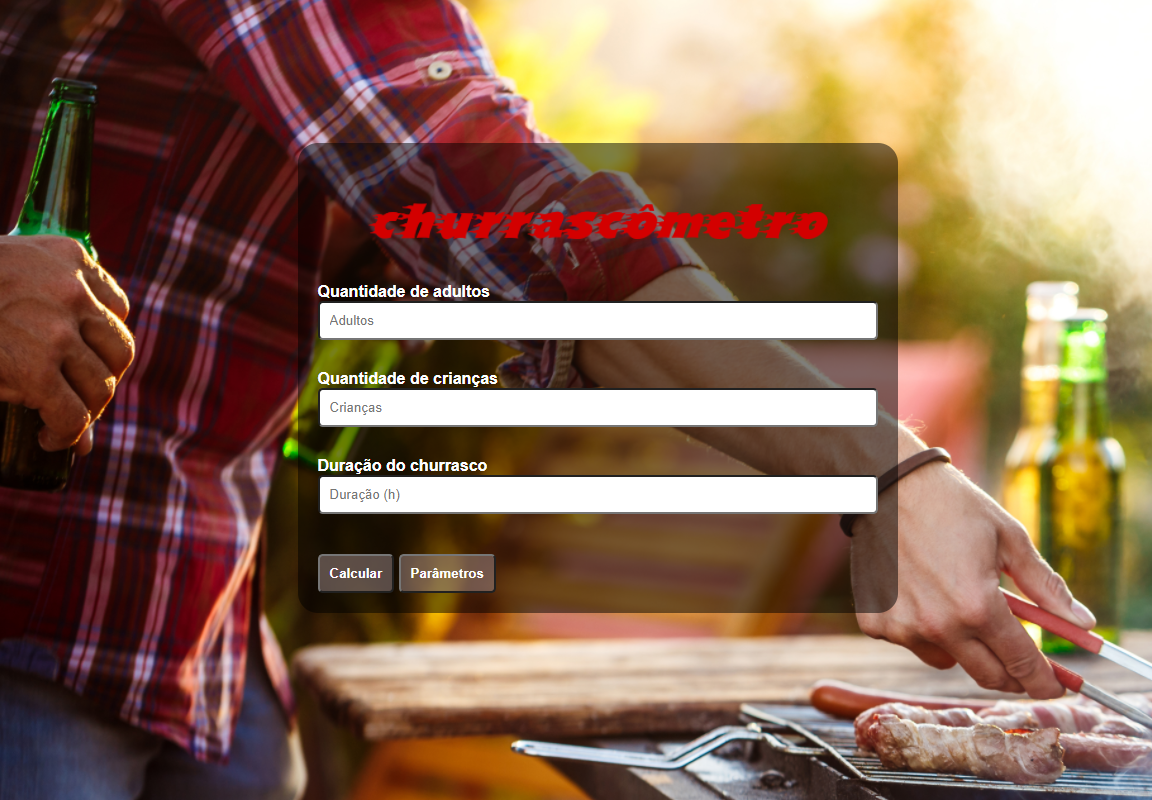 churrascômetro
Quantidade de adultos
Adultos
Quantidade de crianças
Crianças
Duração do churrasco
Duração (h)
Calcular Parâmetros